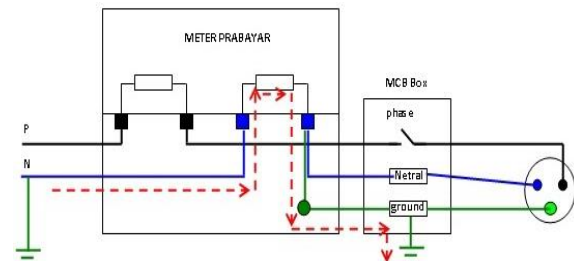 METER PRABAYAR
MCB Box
phase
P
N
Netral
ground